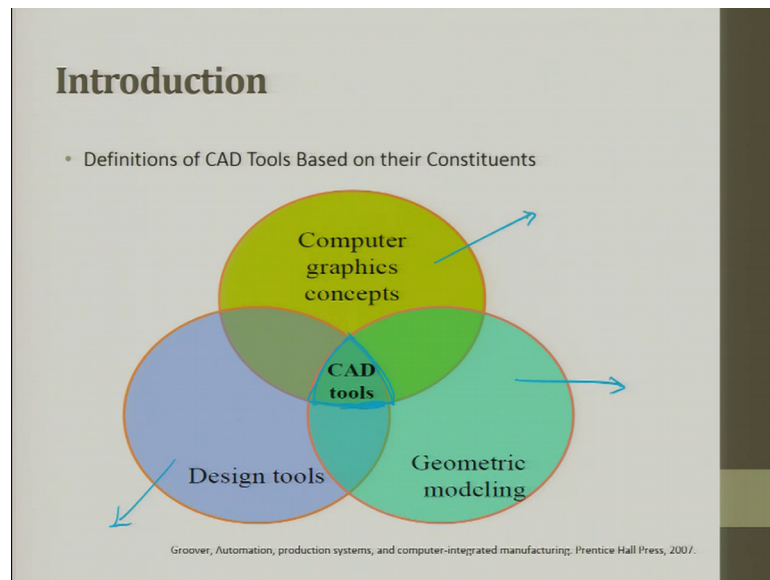 Introduction
• Definitions of CAD Tools Based on their Constituents
Computer
graphics
concepts
CAD
tools
Design tools
Geometric
modeling
Groover, Automation, production systems, and computer-integrated manufacturing. Prentice Hall Press, 2007.